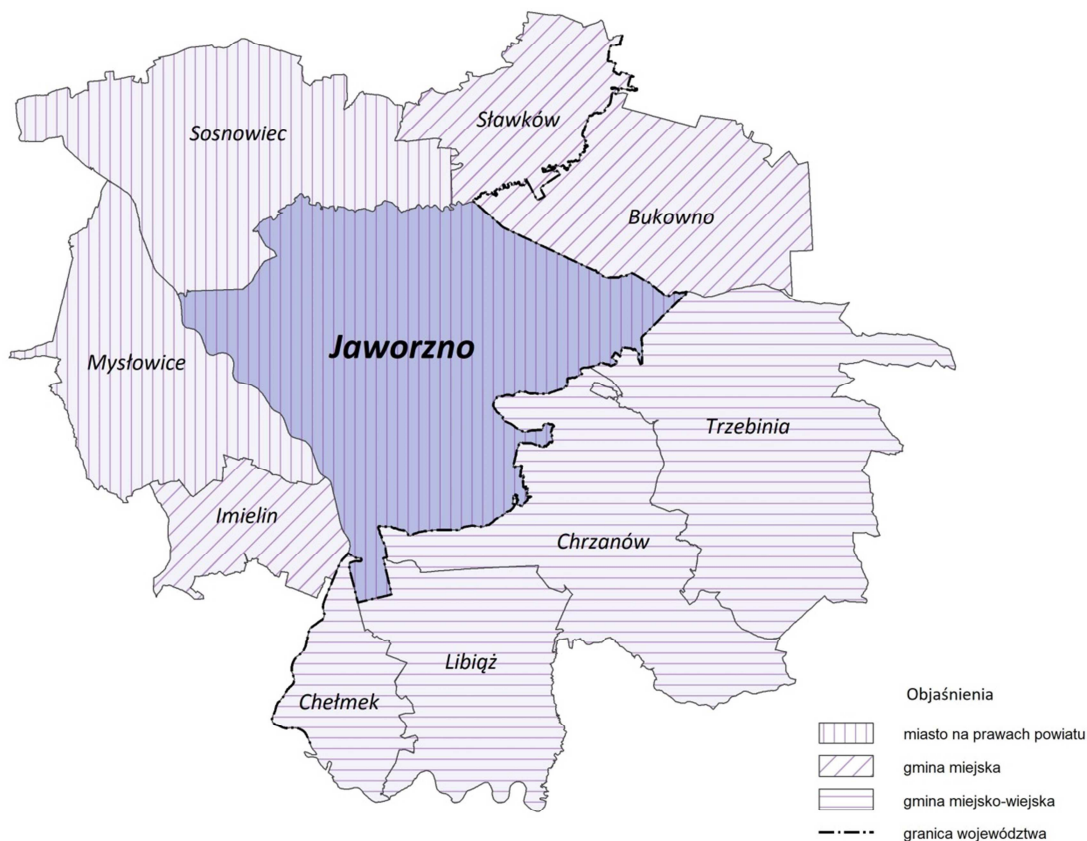 Sosnowiec
Sławków
Bukowno
Jaworzno
Mysłowice
Trzebinia
Imielin
Chrzanów
Libiąż
Chełmek
Objaśnienia
miasto na prawach powiatu
gmina miejska
gmina miejsko-wiejska
granica województwa